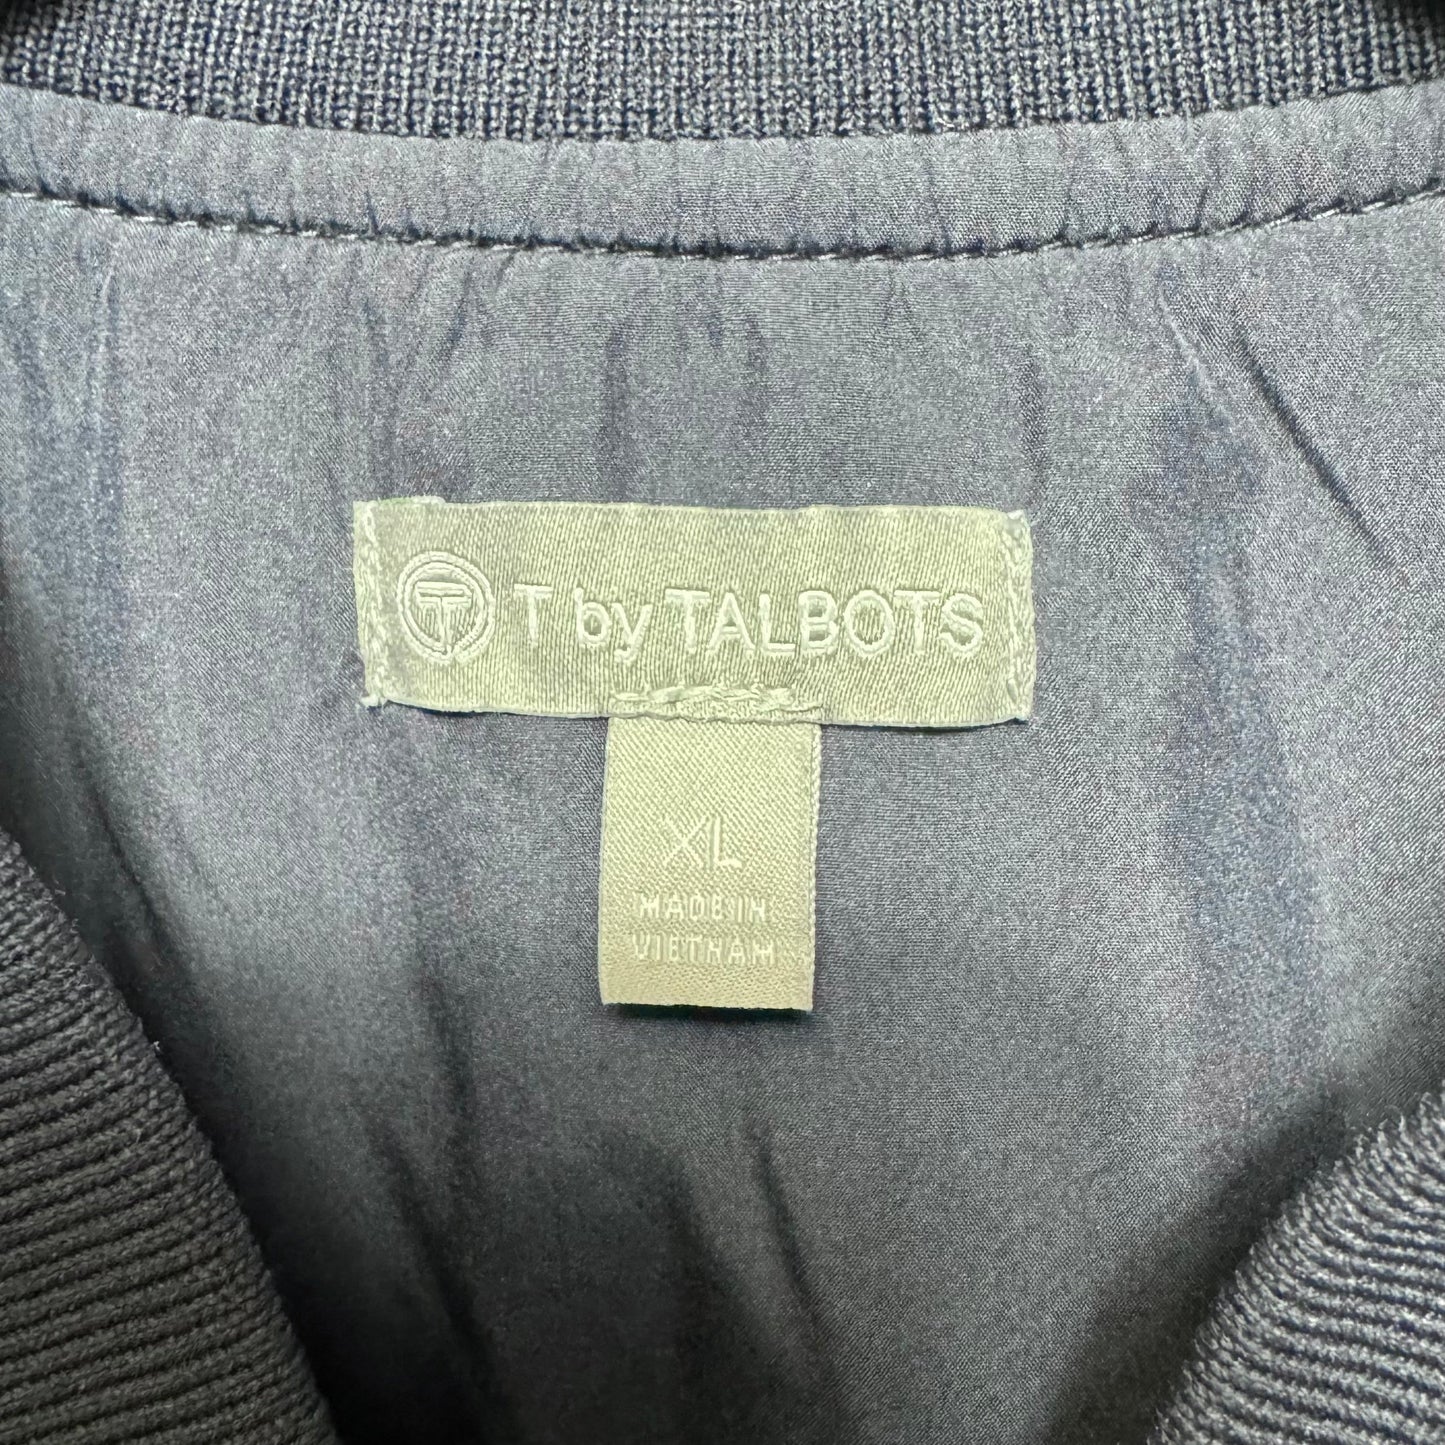 T T by TALBOTS
XL
MADE IN
VIETNAM